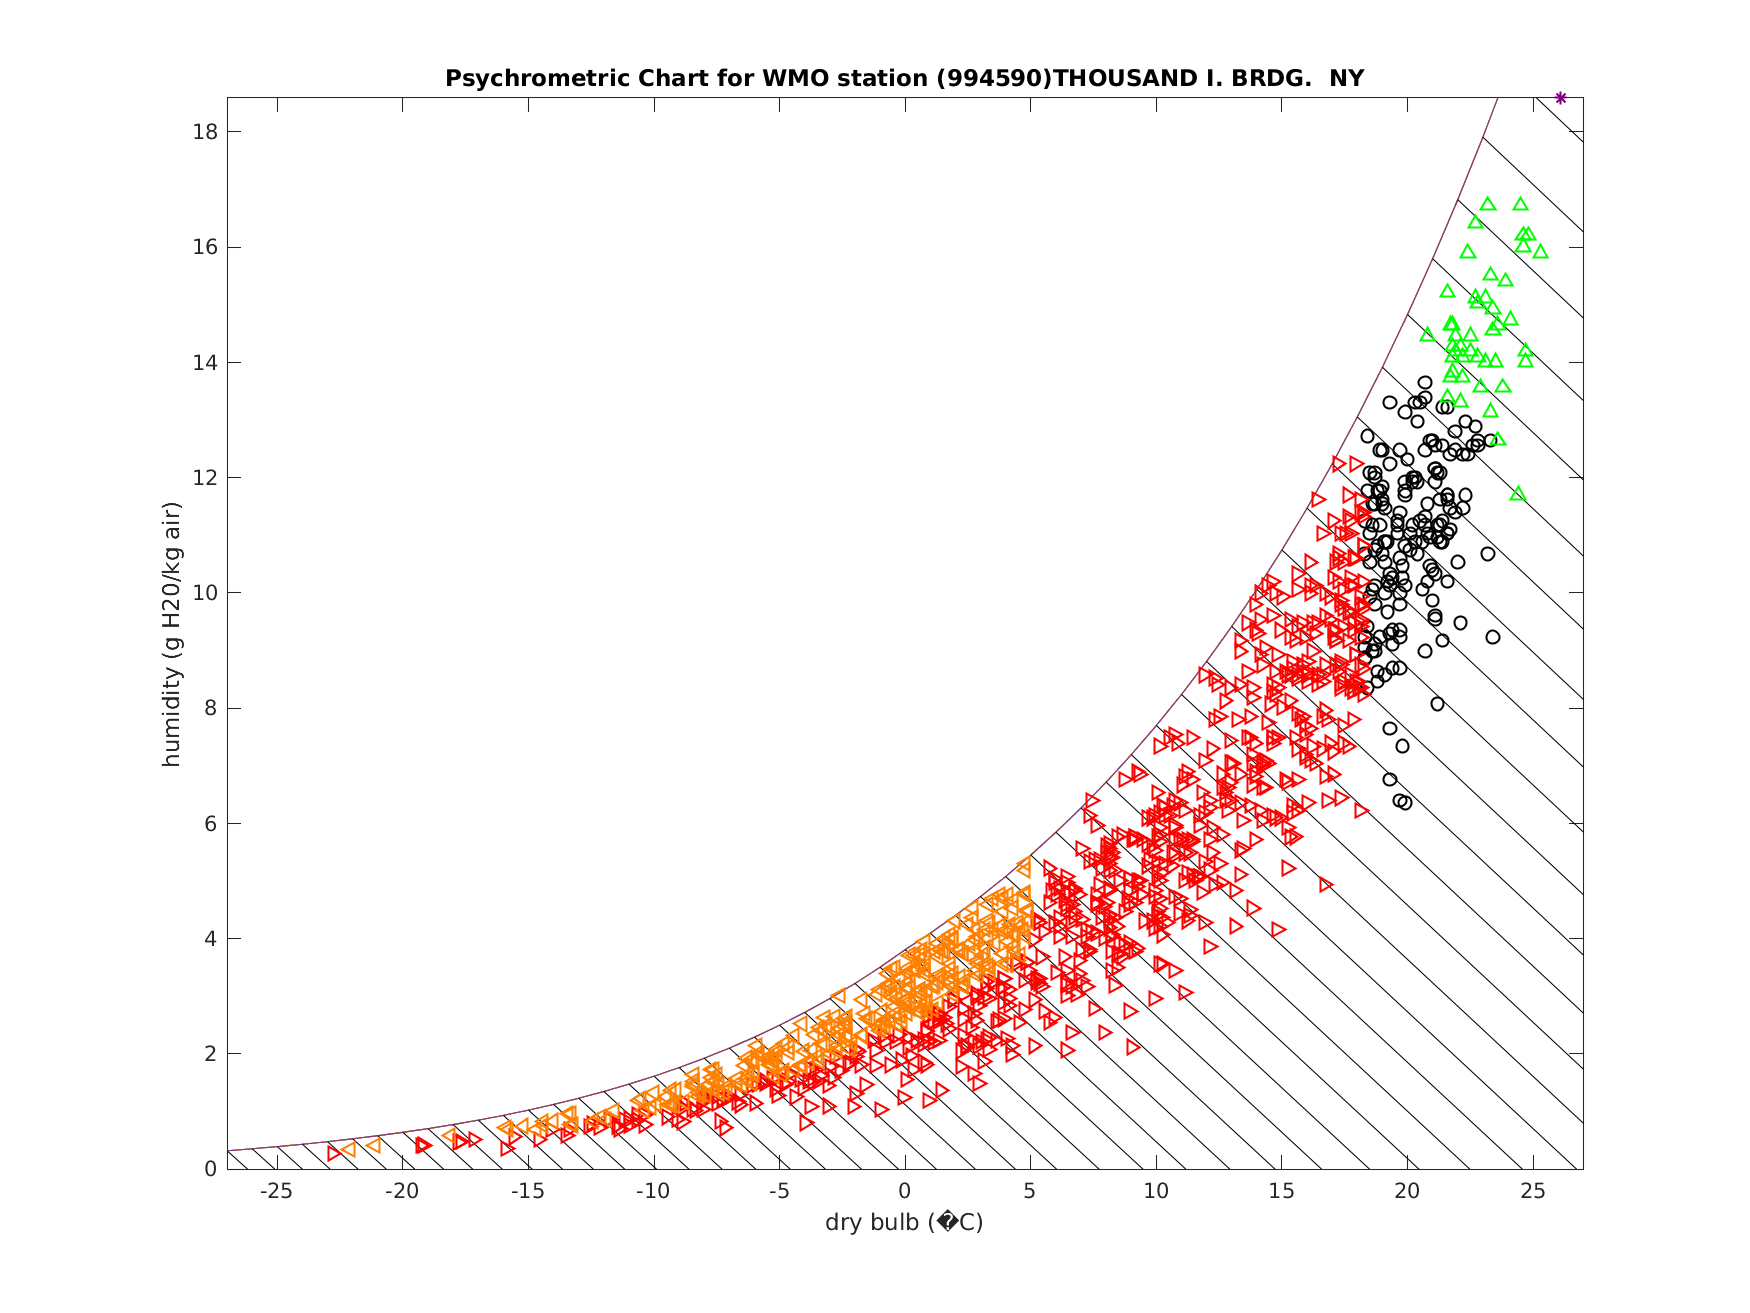 Psychrometric Chart for WMO station (994590)THOUSAND I. BRDG.  NY
18
16
14
12
10
8
6
4
2
0
humidity (g H20/kg air)
-25 -20 -15 -10 -5 0 5 10 15 20 25
dry bulb (�C)